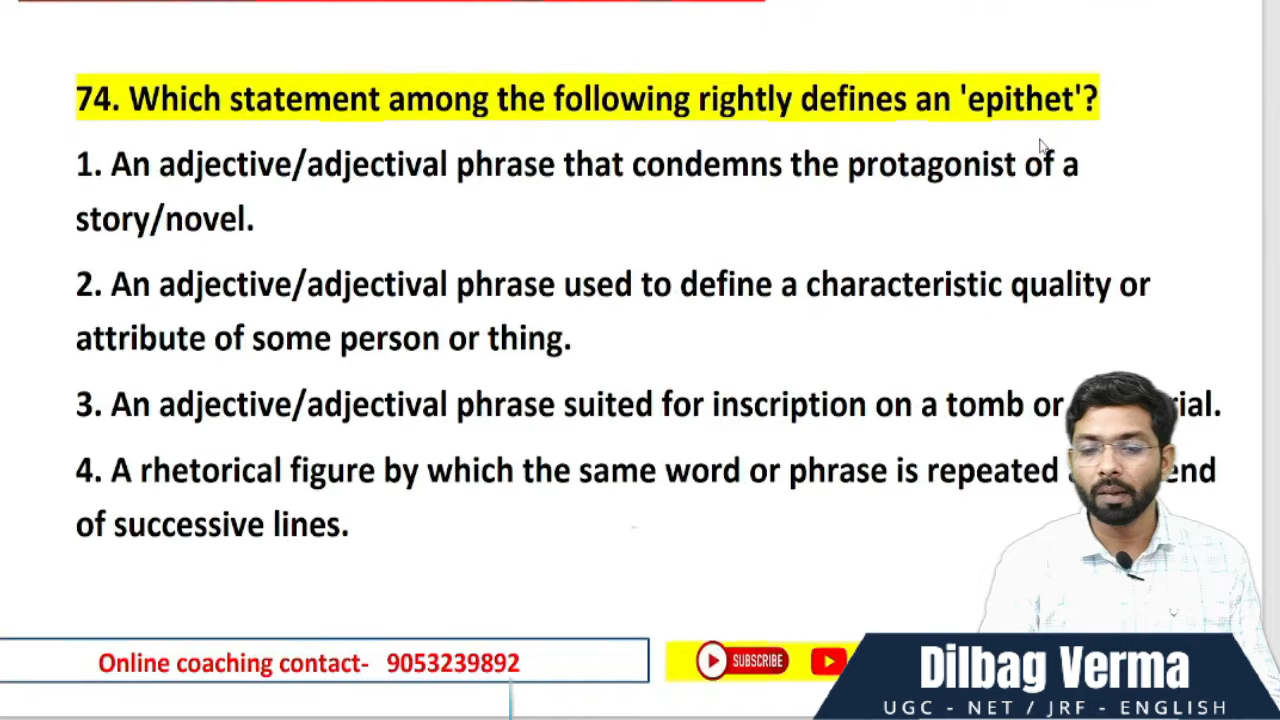 74. Which statement among the following rightly defines an 'epithet'?
1. An adjective/adjectival phrase that condemns the protagonist of a
story/novel.
2. An adjective/adjectival phrase used to define a characteristic quality or
attribute of some person or thing.
3. An adjective/adjectival phrase suited for inscription on a tomb or
4. A rhetorical figure by which the same word or phrase is repeated end
of successive lines.
Online coaching contact- 9053239892
SUBSCRIBE
Dilbag Verma
UGC - NET / JRF - ENGLISH